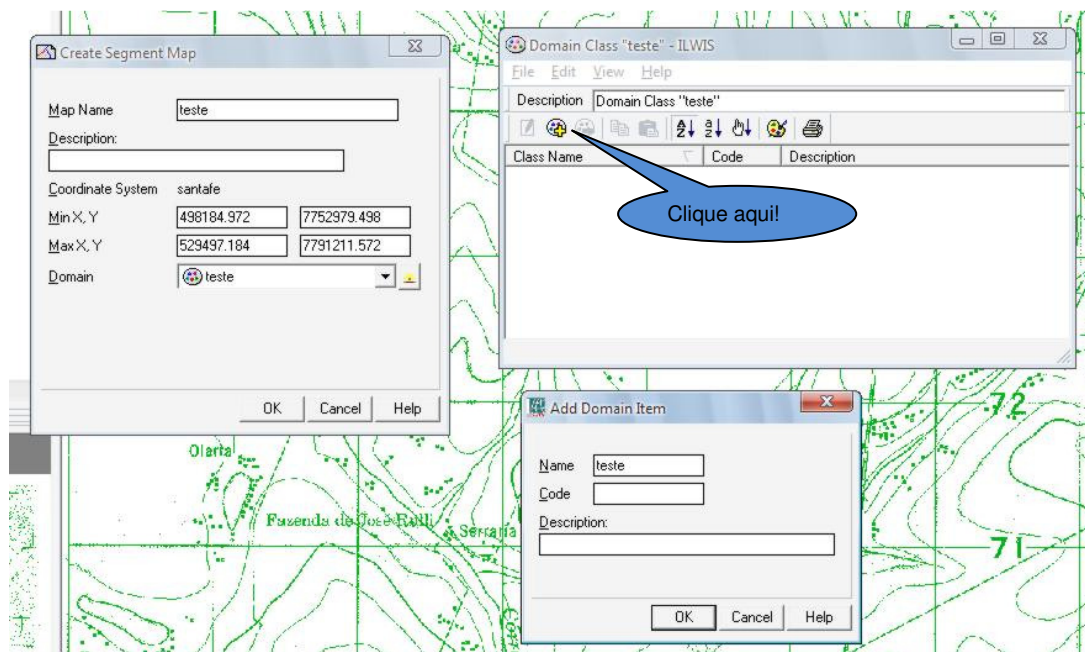 Create Segment Map
Map Name teste
Description:
Coordinate System santafe
Min X, Y 498184.972 7752979.498
Max X, Y 529497.184 7791211.572
Domain teste
OK Cancel Help
Domain Class "teste" - ILWIS
File Edit View Help
Description Domain Class "teste"
Class Name Code Description
Clique aqui!
Add Domain Item
Name teste
Code
Description:
OK Cancel Help
72
Olaria
Fazenda de José Rulli
Serraria
71